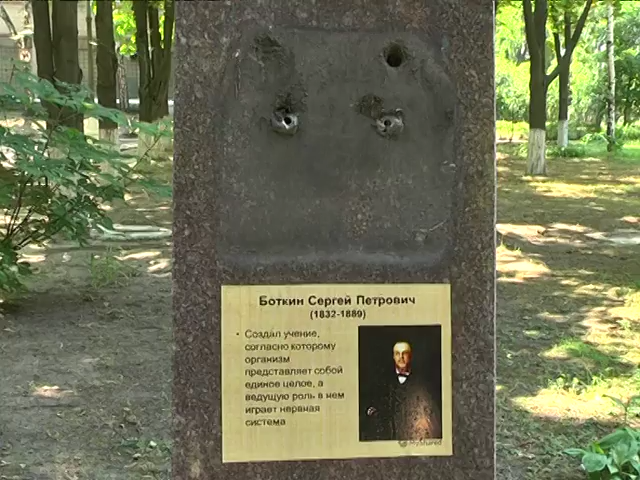 Боткин Сергей Петрович
(1832-1889)
• Создал учение,
согласно которому
организм
представляет собой
единое целое, а
ведущую роль в нем
играет нервная
система
MyShared